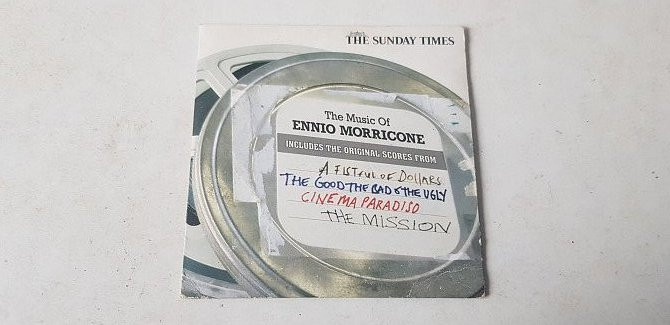 THE SUNDAY TIMES
The Music Of
ENNIO MORRICONE
INCLUDES THE ORIGINAL SCORES FROM
A FISTFUL OF DOLLARS
THE GOOD THE BAD & THE UGLY
CINEMA PARADISO
THE MISSION